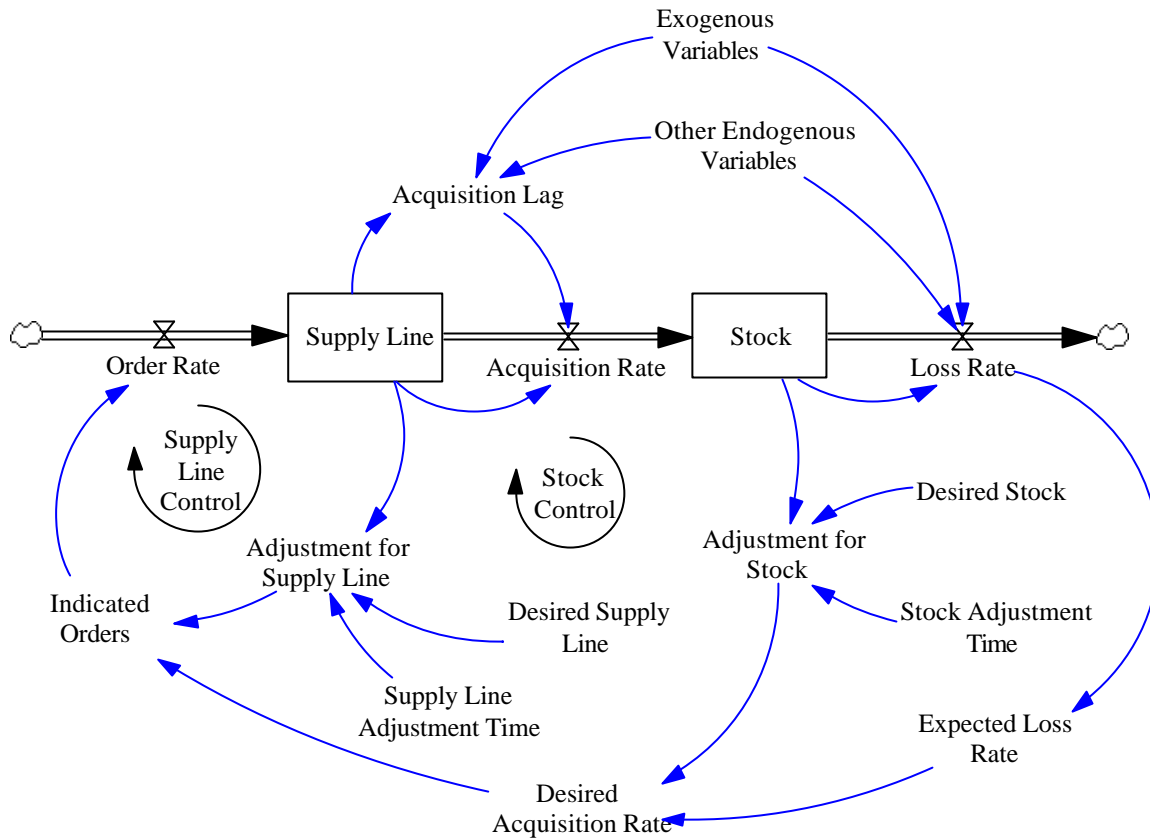 Exogenous
Variables
Other Endogenous
Variables
Acquisition Lag
Supply Line
Stock
Order Rate
Acquisition Rate
Loss Rate
Supply
Line
Control
Stock
Control
Desired Stock
Adjustment for
Supply Line
Adjustment for
Stock
Indicated
Orders
Desired Supply
Line
Stock Adjustment
Time
Supply Line
Adjustment Time
Expected Loss
Rate
Desired
Acquisition Rate